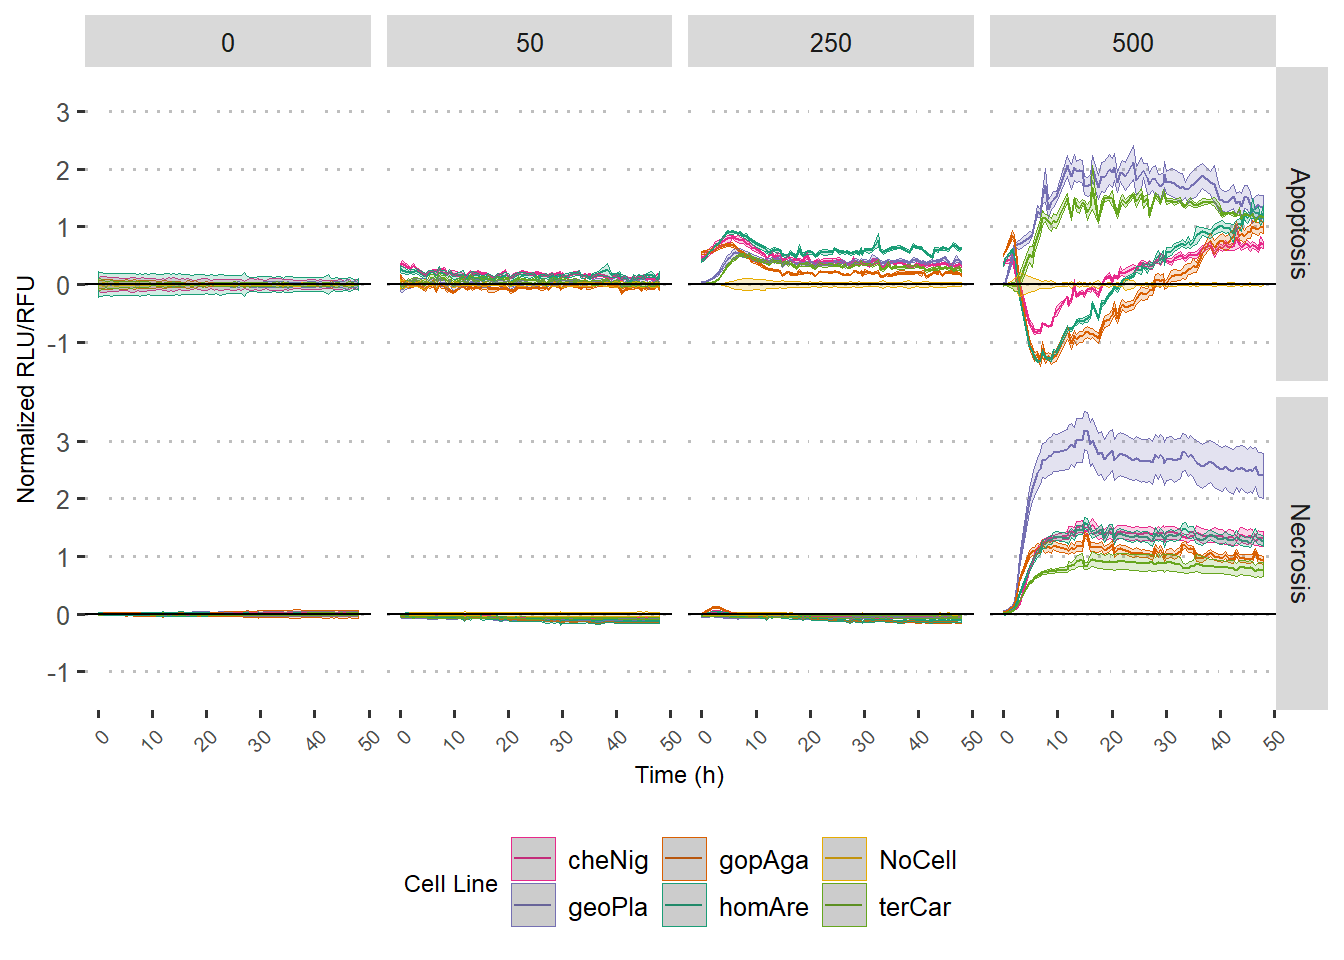 0 50 250 500
3
2
1
0
-1
Apoptosis
3
2
1
0
-1
Necrosis
Normalized RLU/RFU
0 10 20 30 40 50 0 10 20 30 40 50 0 10 20 30 40 50 0 10 20 30 40 50
Time (h)
Cell Line
cheNig gopAga NoCell
geoPla homAre terCar